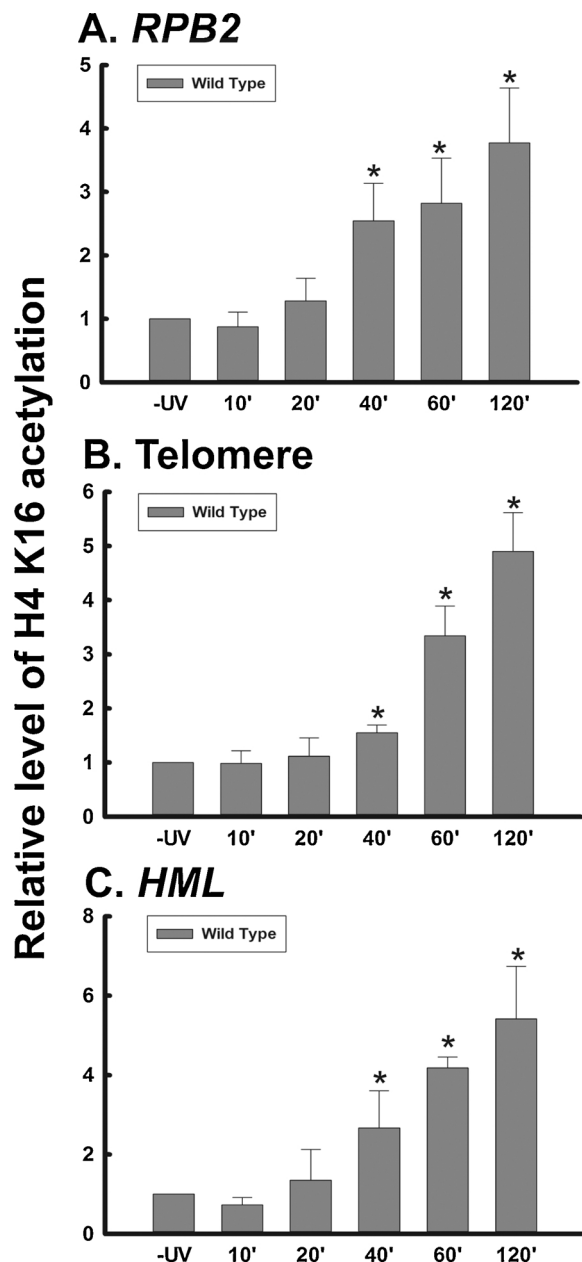 Relative level of H4 K16 acetylation
A. RPB2
Wild Type
5
4
3
2
1
0
* * *
-UV 10' 20' 40' 60' 120'
B. Telomere
Wild Type
6
5
4
3
2
1
0
* * *
-UV 10' 20' 40' 60' 120'
C. HML
Wild Type
8
6
4
2
0
* * *
-UV 10' 20' 40' 60' 120'